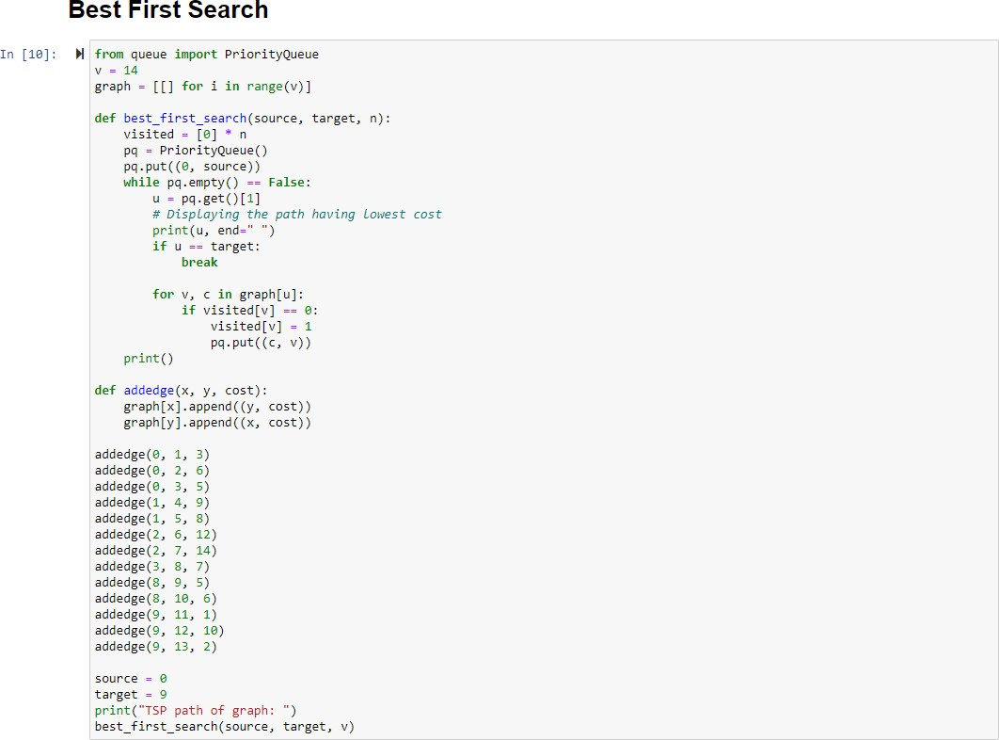 Best First Search
In [10]:
from queue import PriorityQueue
v = 14
graph = [[] for i in range(v)]

def best_first_search(source, target, n):
    visited = [0] * n
    pq = PriorityQueue()
    pq.put((0, source))
    while pq.empty() == False:
        u = pq.get()[1]
        # Displaying the path having lowest cost
        print(u, end=" ")
        if u == target:
            break

        for v, c in graph[u]:
            if visited[v] == 0:
                visited[v] = 1
                pq.put((c, v))
    print()

def addedge(x, y, cost):
    graph[x].append((y, cost))
    graph[y].append((x, cost))

addedge(0, 1, 3)
addedge(0, 2, 6)
addedge(0, 3, 5)
addedge(1, 4, 9)
addedge(1, 5, 8)
addedge(2, 6, 12)
addedge(2, 7, 14)
addedge(3, 8, 7)
addedge(8, 9, 5)
addedge(8, 10, 6)
addedge(9, 11, 1)
addedge(9, 12, 10)
addedge(9, 13, 2)

source = 0
target = 9
print("TSP path of graph: ")
best_first_search(source, target, v)